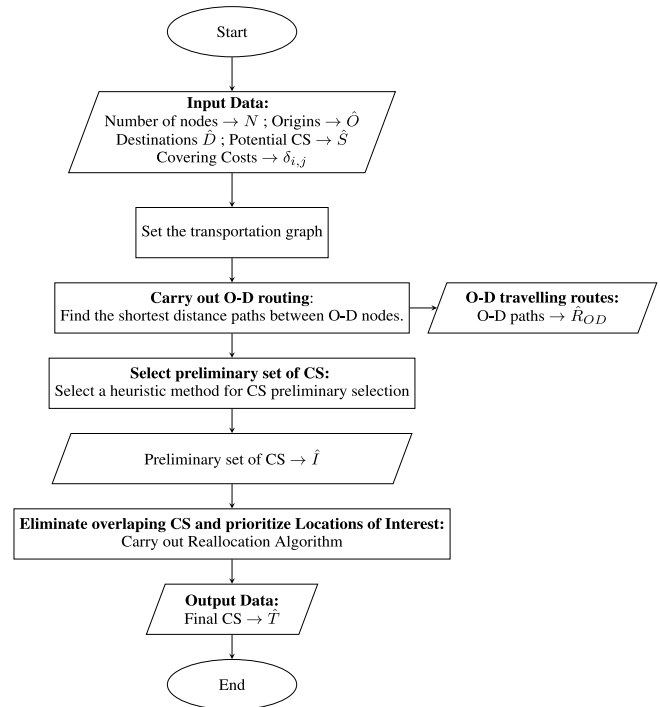 Start
Input Data:
Number of nodes → N ; Origins → Ô
Destinations D̂ ; Potential CS → Ŝ
Covering Costs → δi,j
Set the transportation graph
Carry out O-D routing:
Find the shortest distance paths between O-D nodes.
O-D travelling routes:
O-D paths → R̂OD
Select preliminary set of CS:
Select a heuristic method for CS preliminary selection
Preliminary set of CS → Î
Eliminate overlaping CS and prioritize Locations of Interest:
Carry out Reallocation Algorithm
Output Data:
Final CS → T̂
End